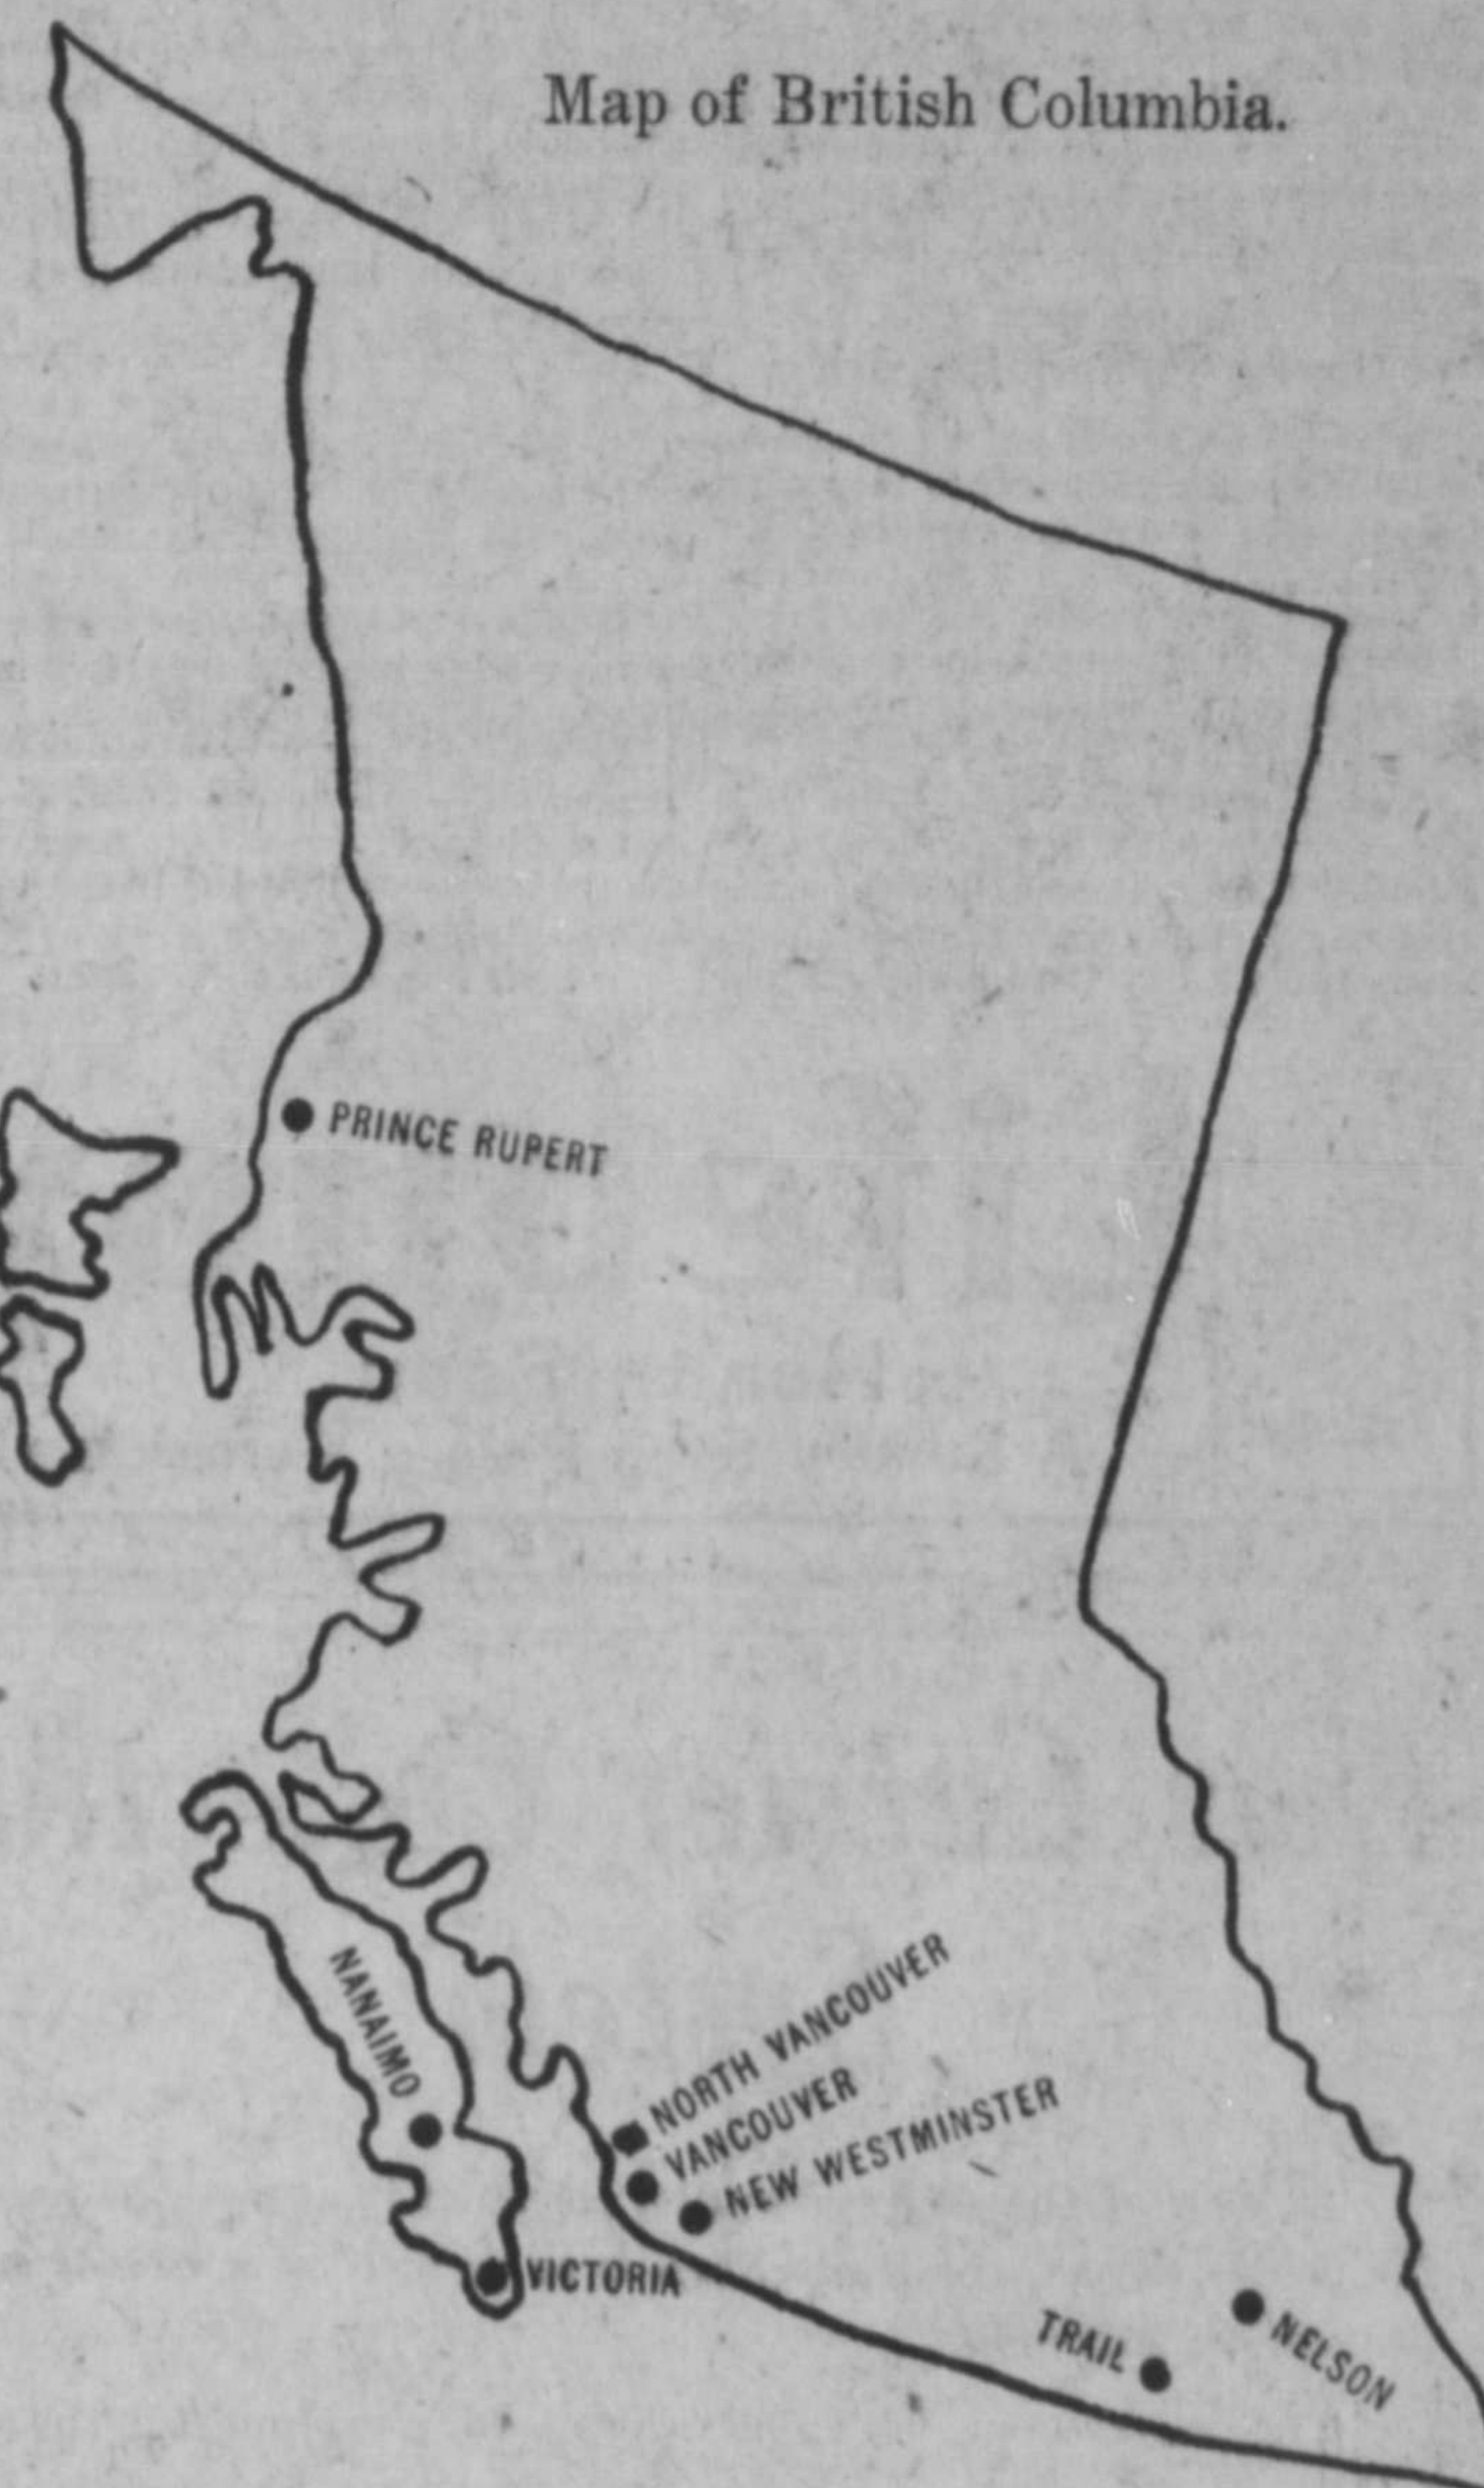 Map of British Columbia.
PRINCE RUPERT
NANAIMO
NORTH VANCOUVER
VANCOUVER
NEW WESTMINSTER
VICTORIA
TRAIL
NELSON